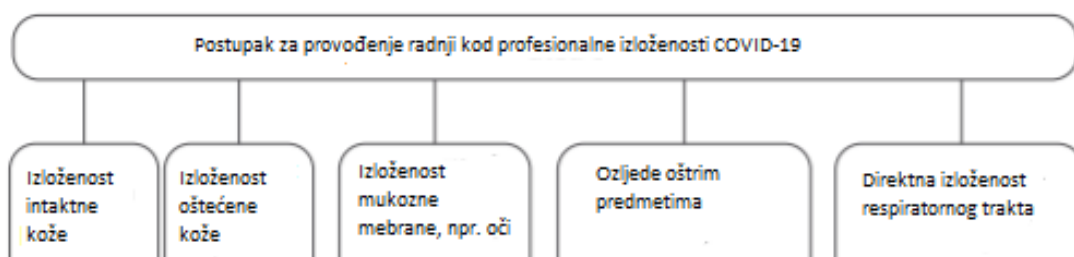 Postupak za provođenje radnji kod profesionalne izloženosti COVID-19
Izloženost
intaktne
kože
Izloženost
oštećene
kože
Izloženost
mukozne
mebrane, npr. oči
Ozljede oštrim
predmetima
Direktna izloženost
respiratornog trakta